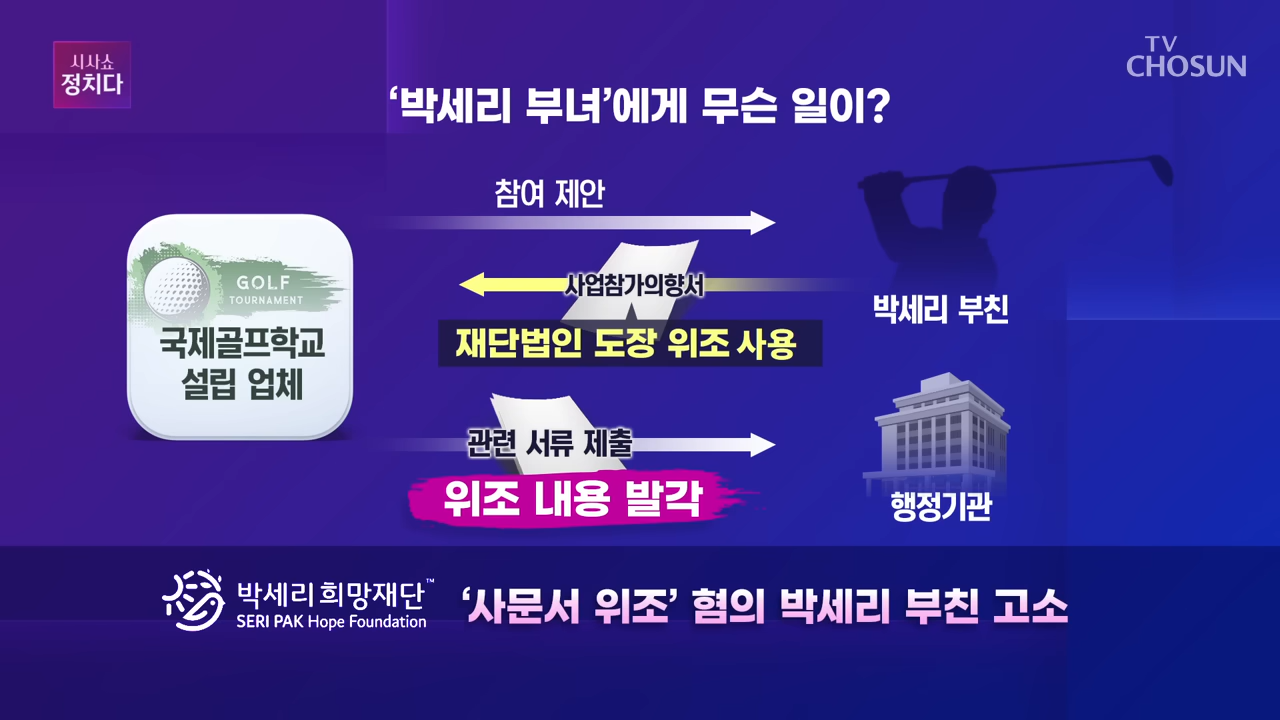 시사쇼
정치다
TV
CHOSUN
‘박세리 부녀’에게 무슨 일이?
참여 제안
GOLF
TOURNAMENT
국제골프학교
설립 업체
사업참가의향서
재단법인 도장 위조 사용
박세리 부친
관련 서류 제출
위조 내용 발각
행정기관
박세리 희망재단™
SERI PAK Hope Foundation
‘사문서 위조’ 혐의 박세리 부친 고소